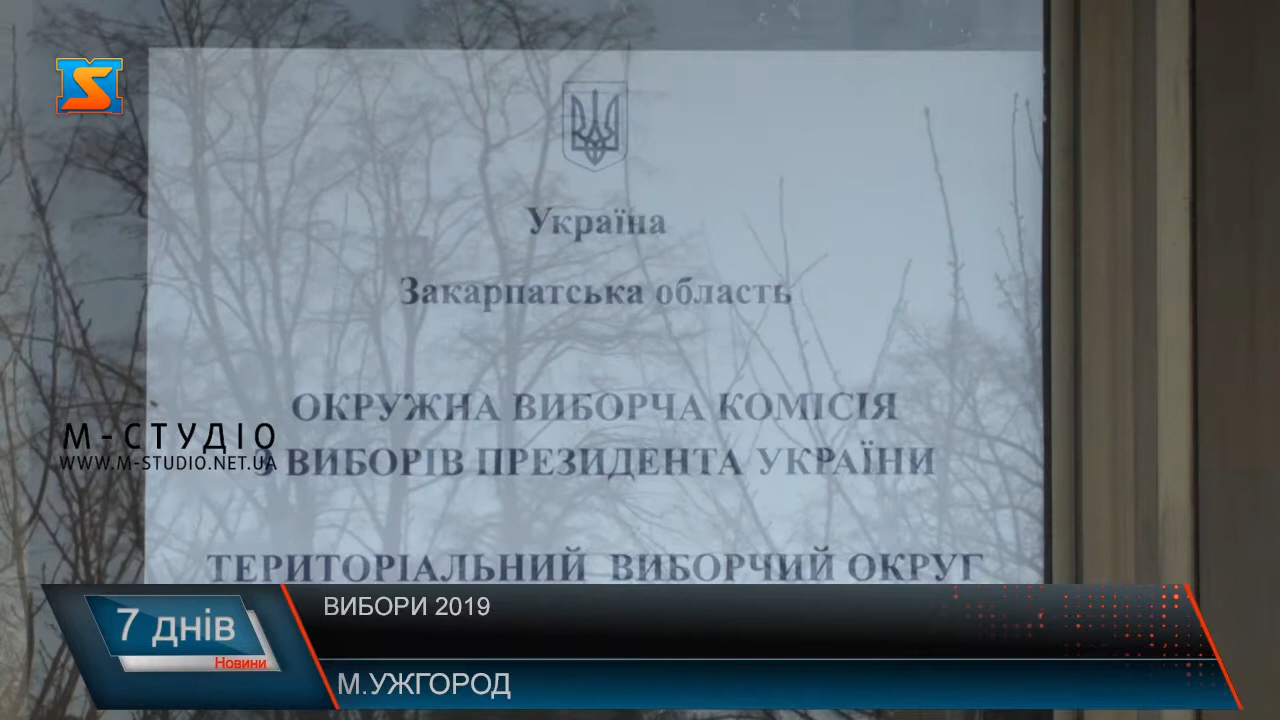 Україна
Закарпатська область
ОКРУЖНА ВИБОРЧА КОМІСІЯ
М-СТУДІО
З ВИБОРІВ ПРЕЗИДЕНТА УКРАЇНИ
WWW.M-STUDIO.NET.UA
ТЕРИТОРІАЛЬНИЙ ВИБОРЧИЙ ОКРУГ
7 днів
Новини
ВИБОРИ 2019
М.УЖГОРОД